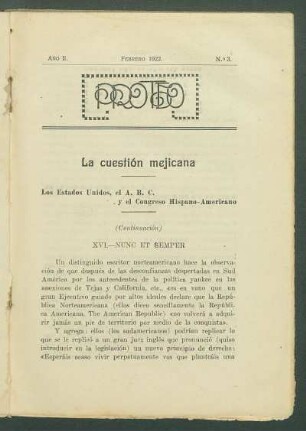 Año II. Febrero 1922. N.º 3.
PROTEO
La cuestión mejicana
Los Estados Unidos, el A. B. C.
y el Congreso Hispano-Americano
(Continuación)
XVI.—NUNC ET SEMPER
Un distinguido escritor norteamericano hace la observa-
ción de que después de las desconfianzas despertadas en Sud
América por los antecedentes de la política yankee en las
anexiones de Tejas y California, etc., era en vano que un
gran Ejecutivo guiado por altos ideales declare que la Repú-
blica Norteamericana (ellos dicen sencillamente la Repúbli-
ca Americana, The American Republic) «no volverá a adqui-
rir jamás un pie de territorio por medio de la conquista».
Y agrega: ellos (los sudamericanos) podrían replicar lo
que se le replicó a un gran juez inglés que pronunció (quiso
introducir en la legislación) un nuevo principio de derecho:
«Esperáis acaso vivir perpetuamente vos que planteáis una